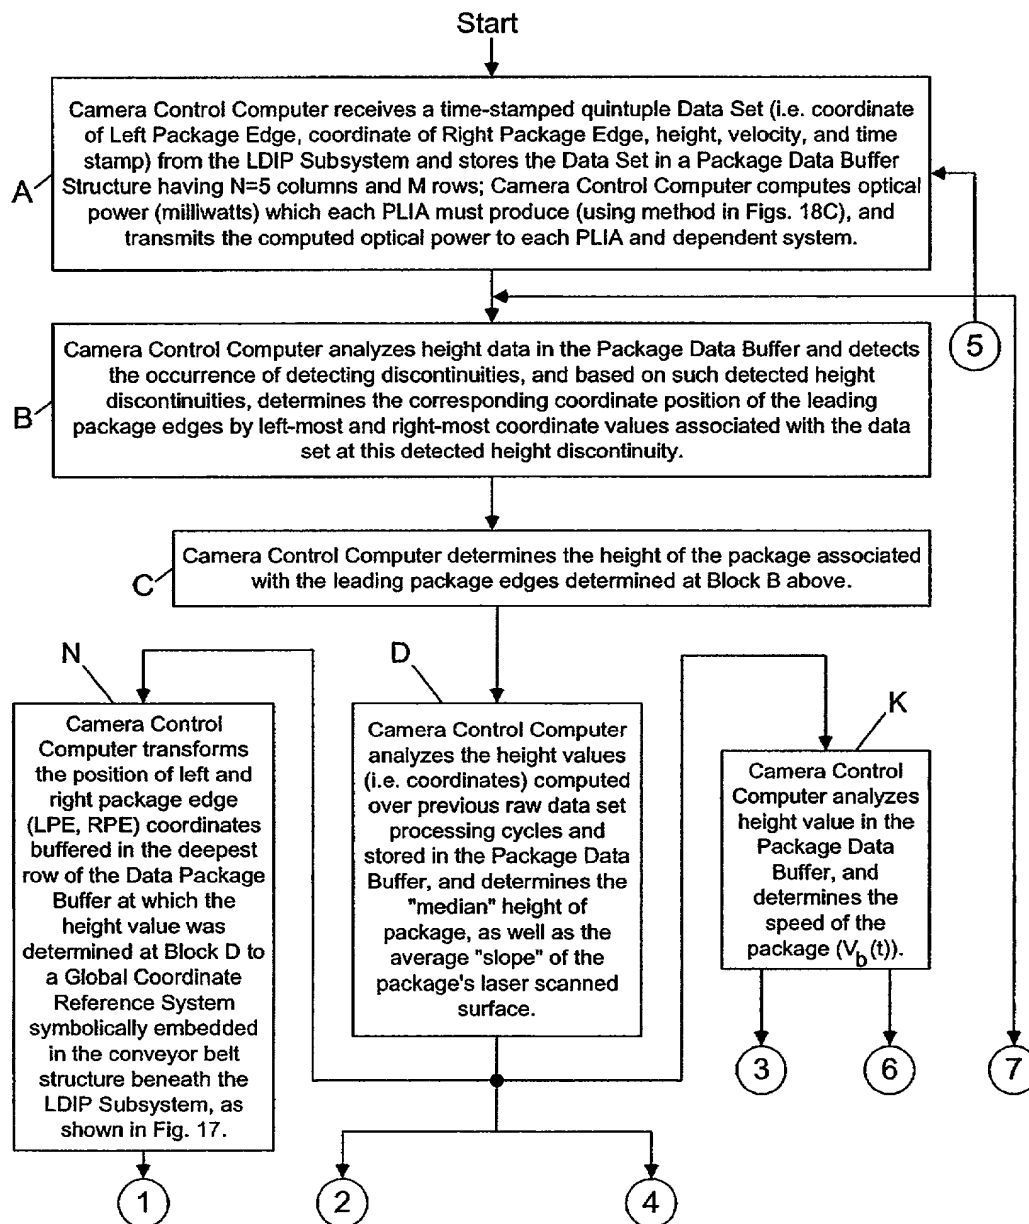 Start
A
Camera Control Computer receives a time-stamped quintuple Data Set (i.e. coordinate
of Left Package Edge, coordinate of Right Package Edge, height, velocity, and time
stamp) from the LDIP Subsystem and stores the Data Set in a Package Data Buffer
Structure having N=5 columns and M rows; Camera Control Computer computes optical
power (milliwatts) which each PLIA must produce (using method in Figs. 18C), and
transmits the computed optical power to each PLIA and dependent system.
5
B
Camera Control Computer analyzes height data in the Package Data Buffer and detects
the occurrence of detecting discontinuities, and based on such detected height
discontinuities, determines the corresponding coordinate position of the leading
package edges by left-most and right-most coordinate values associated with the data
set at this detected height discontinuity.
C
Camera Control Computer determines the height of the package associated
with the leading package edges determined at Block B above.
N
Camera Control
Computer transforms
the position of left and
right package edge
(LPE, RPE) coordinates
buffered in the deepest
row of the Data Package
Buffer at which the
height value was
determined at Block D to
a Global Coordinate
Reference System
symbolically embedded
in the conveyor belt
structure beneath the
LDIP Subsystem, as
shown in Fig. 17.
D
Camera Control Computer
analyzes the height values
(i.e. coordinates) computed
over previous raw data set
processing cycles and
stored in the Package Data
Buffer, and determines the
"median" height of
package, as well as the
average "slope" of the
package's laser scanned
surface.
K
Camera Control
Computer analyzes
height value in the
Package Data
Buffer, and
determines the
speed of the
package (V_b(t)).
3
6
7
1
2
4